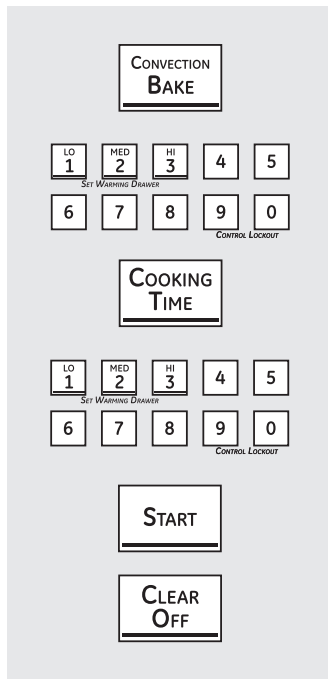 CONVECTION
BAKE
LO MED HI
1 2 3 4 5
SET WARMING DRAWER
6 7 8 9 0
CONTROL LOCKOUT
COOKING
TIME
LO MED HI
1 2 3 4 5
SET WARMING DRAWER
6 7 8 9 0
CONTROL LOCKOUT
START
CLEAR
OFF